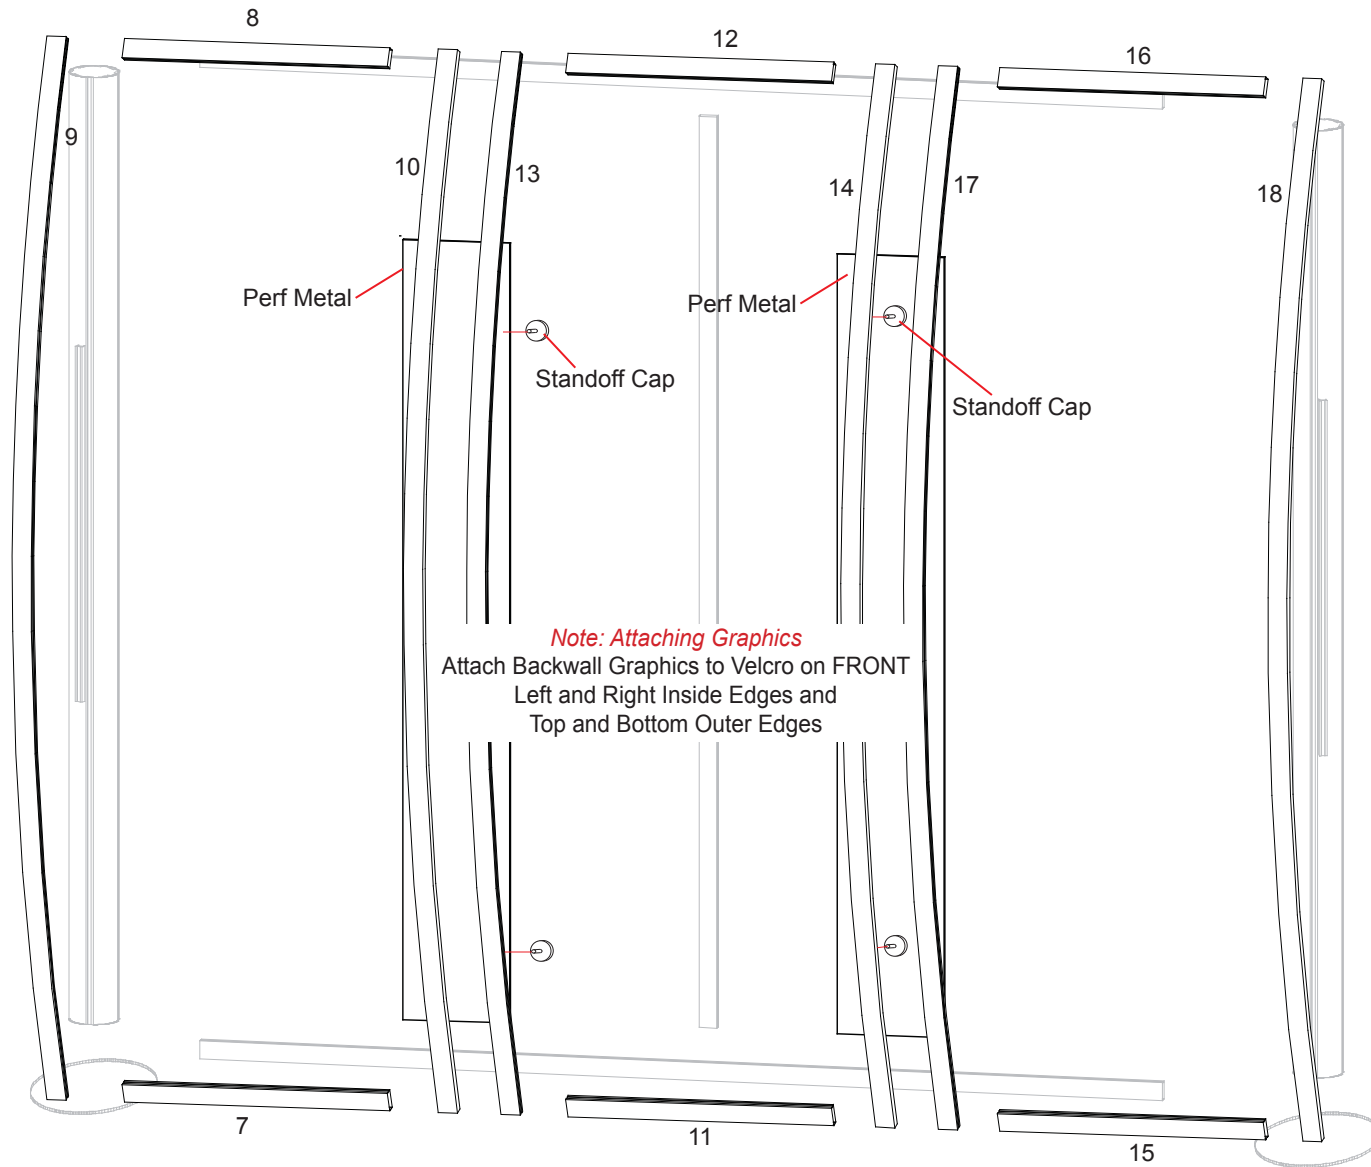 8
12
16
9
10
13
14
17
18
Perf Metal
Perf Metal
Standoff Cap
Standoff Cap
Note: Attaching Graphics
Attach Backwall Graphics to Velcro on FRONT
Left and Right Inside Edges and
Top and Bottom Outer Edges
7
11
15